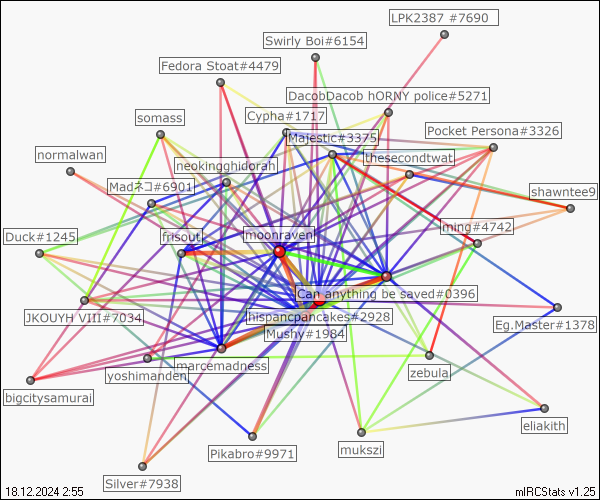 LPK2387 #7690
Swirly Boi#6154
Fedora Stoat#4479
DacobDacob hORNY police#5271
somass
Cypha#1717
Majestic#3375
Pocket Persona#3326
normalwan
neokingghidorah
thesecondtwat
Madネコ#6901
shawntee9
Duck#1245
frisout
moonraven
ming#4742
Can anything be saved#0396
JKOUYH VIII#7034
hispancpancakes#2928
Eg.Master#1378
Mushy#1984
yoshimanden
marcemadness
zebula
bigcitysamurai
eliakith
Pikabro#9971
mukszi
Silver#7938
18.12.2024 2:55
mIRCStats v1.25